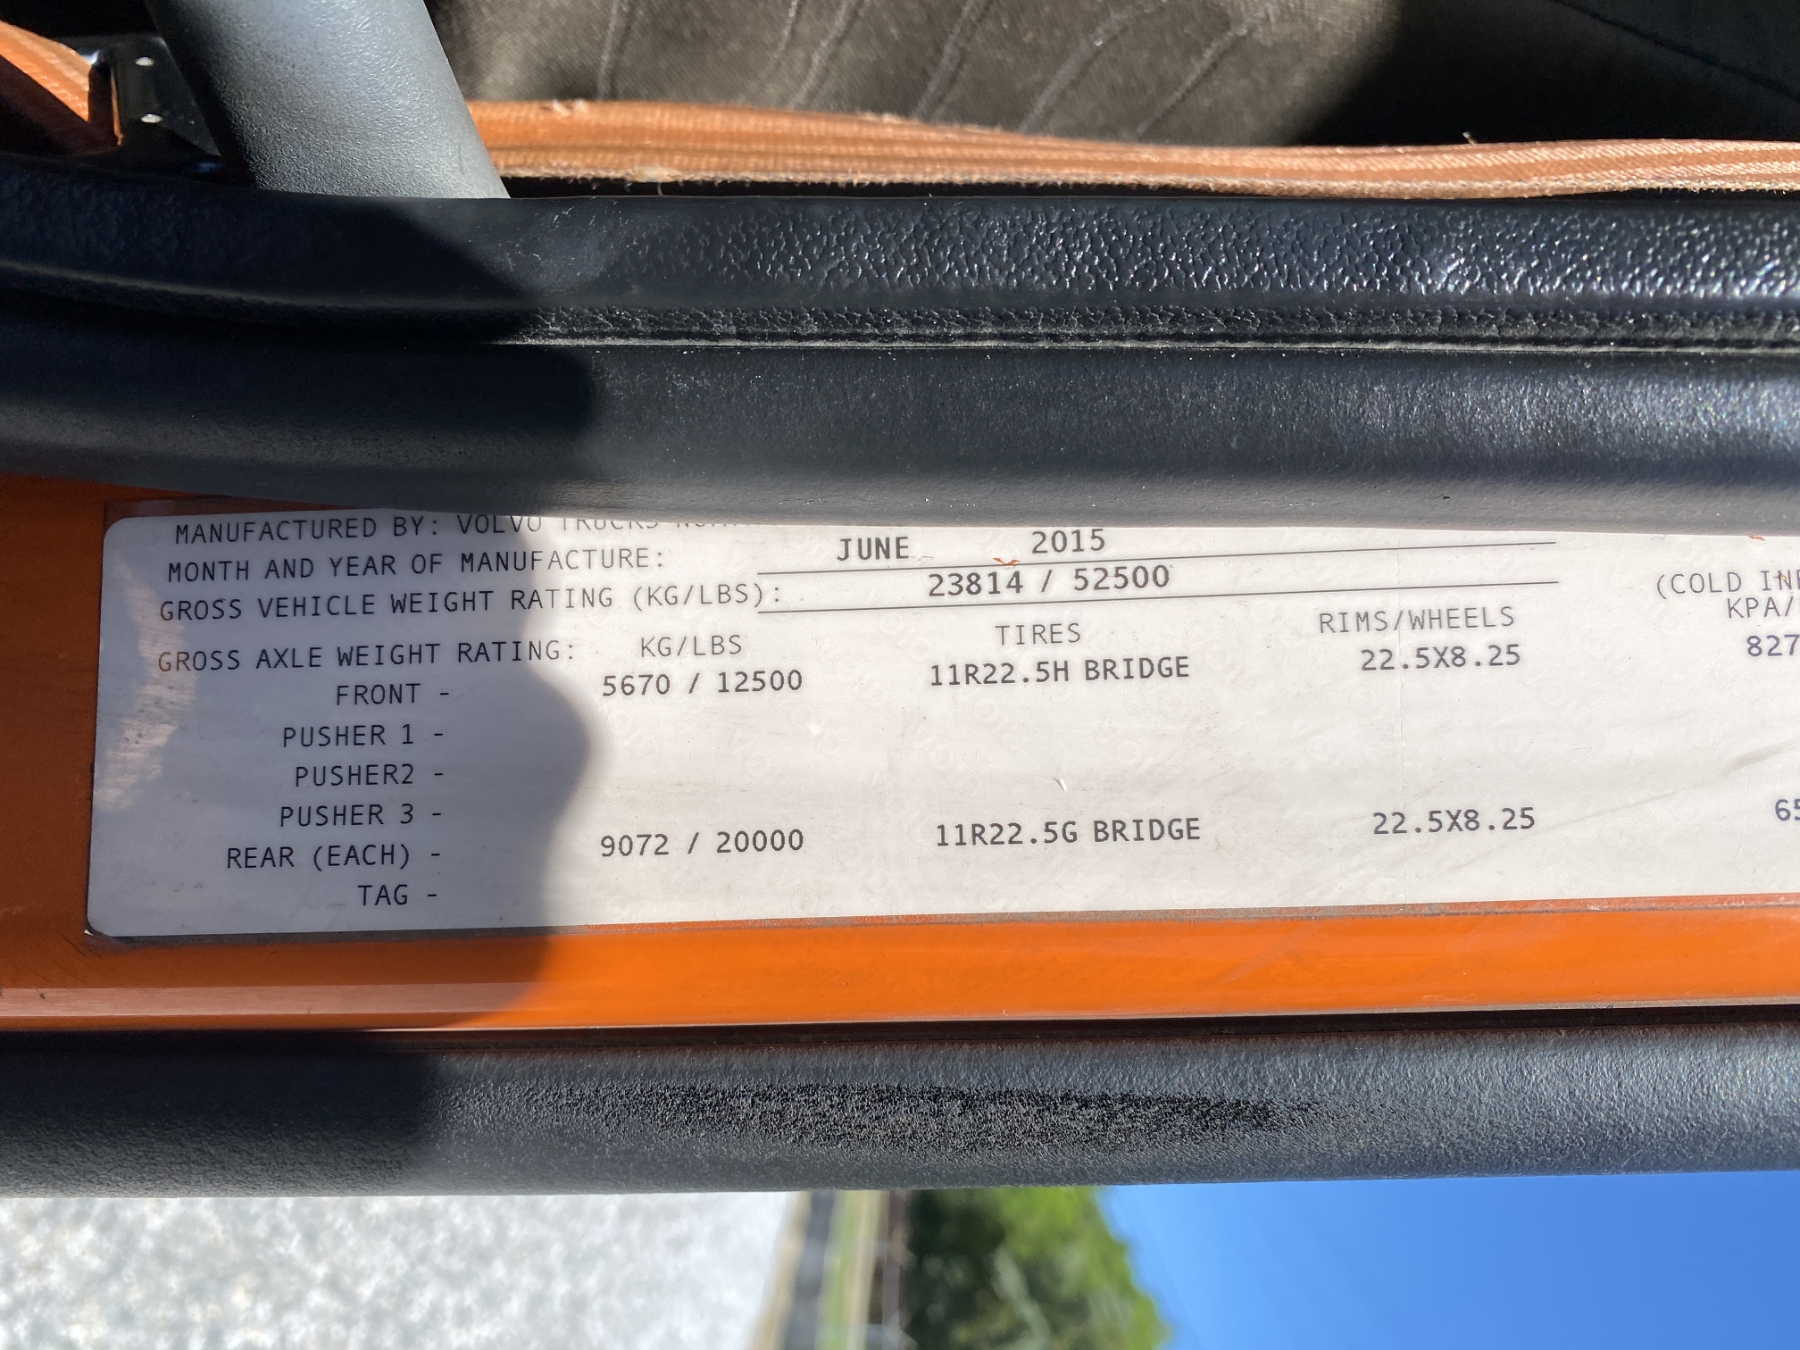 MANUFACTURED BY: VOLVO TRUCKS
MONTH AND YEAR OF MANUFACTURE: JUNE 2015
GROSS VEHICLE WEIGHT RATING (KG/LBS): 23814 / 52500
(COLD
GROSS AXLE WEIGHT RATING: KG/LBS TIRES RIMS/WHEELS KPA/
FRONT - 5670 / 12500 11R22.5H BRIDGE 22.5X8.25 827
PUSHER 1 -
PUSHER2 -
PUSHER 3 -
REAR (EACH) - 9072 / 20000 11R22.5G BRIDGE 22.5X8.25
TAG -